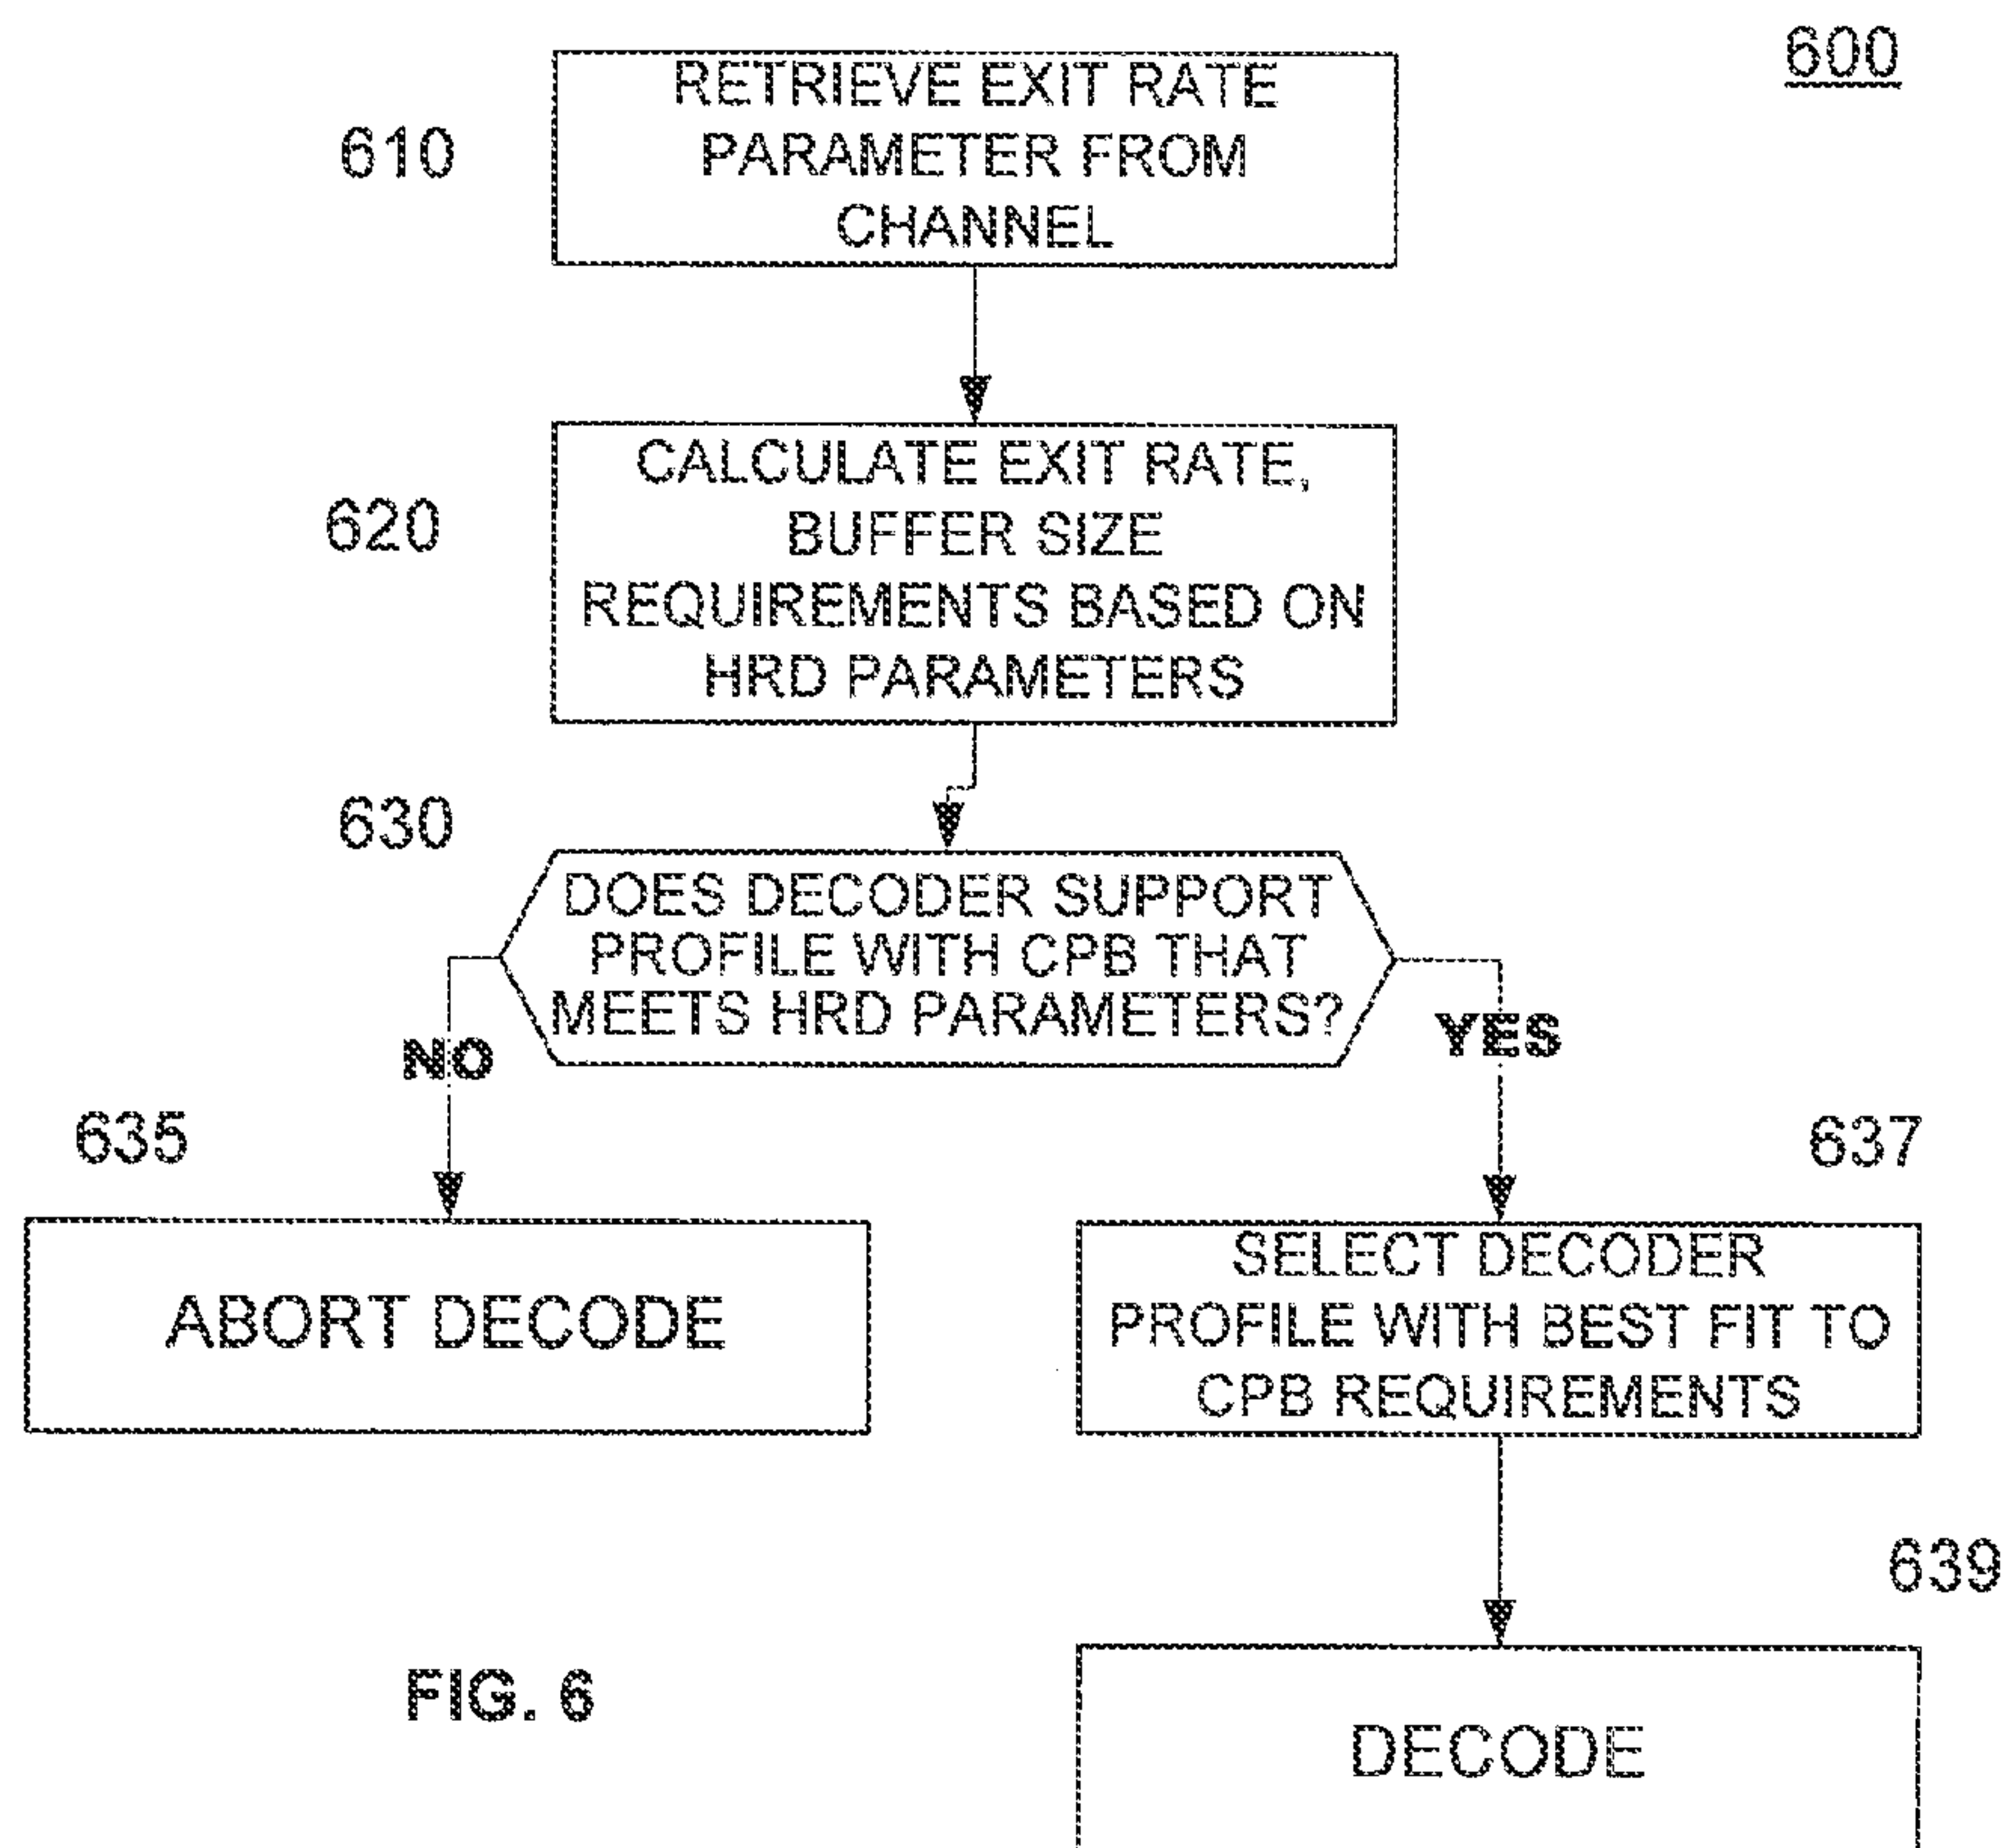 600
610
RETRIEVE EXIT RATE
PARAMETER FROM
CHANNEL
620
CALCULATE EXIT RATE,
BUFFER SIZE
REQUIREMENTS BASED ON
HRD PARAMETERS
630
DOES DECODER SUPPORT
PROFILE WITH CPB THAT
MEETS HRD PARAMETERS?
NO
YES
635
ABORT DECODE
637
SELECT DECODER
PROFILE WITH BEST FIT TO
CPB REQUIREMENTS
639
DECODE
FIG. 6